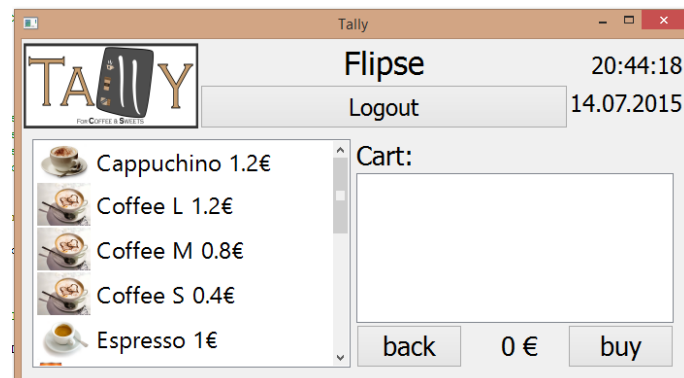 Tally
TALLY
FOR COFFEE & SWEETS
Flipse
Logout
20:44:18
14.07.2015
Cappuchino 1.2€
Coffee L 1.2€
Coffee M 0.8€
Coffee S 0.4€
Espresso 1€
Cart:
back
0 €
buy